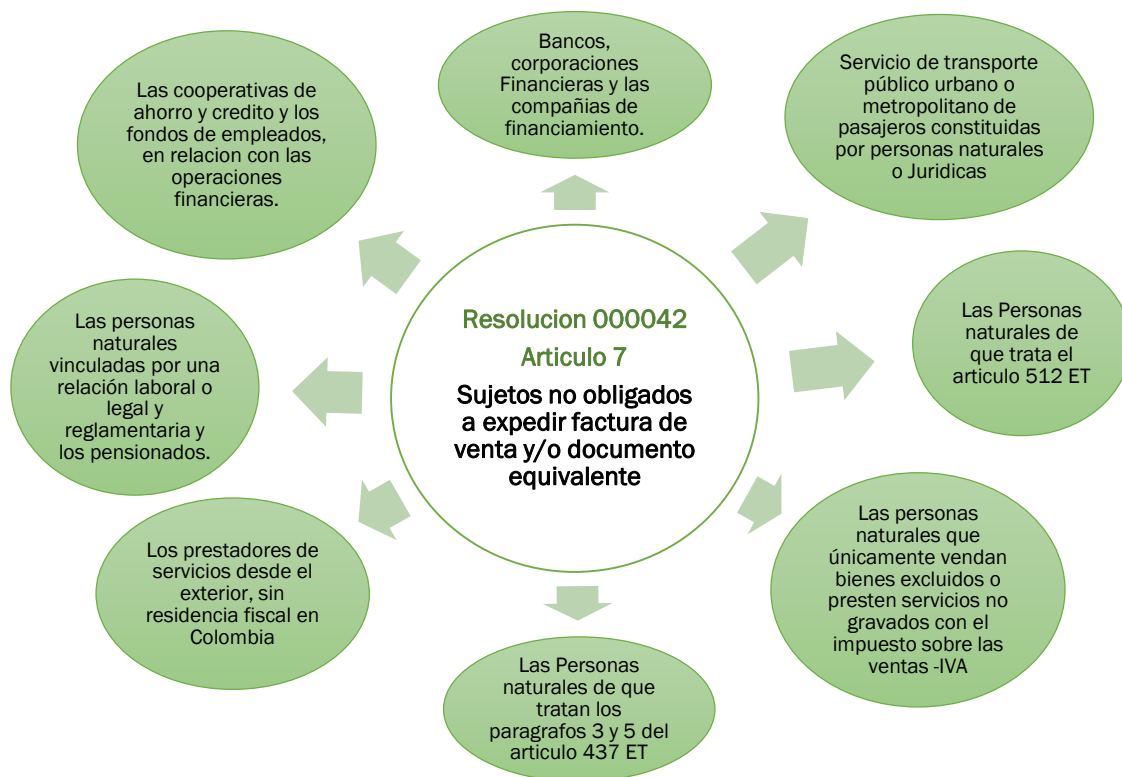 Resolucion 000042
Articulo 7
Sujetos no obligados
a expedir factura de
venta y/o documento
equivalente
Bancos,
corporaciones
Financieras y las
compañias de
financiamiento.
Servicio de transporte
público urbano o
metropolitano de
pasajeros constituidas
por personas naturales
o Juridicas
Las Personas
naturales de
que trata el
articulo 512 ET
Las personas
naturales que
únicamente vendan
bienes excluidos o
presten servicios no
gravados con el
impuesto sobre las
ventas -IVA
Las Personas
naturales de que
tratan los
paragrafos 3 y 5 del
articulo 437 ET
Los prestadores de
servicios desde el
exterior, sin
residencia fiscal en
Colombia
Las personas
naturales
vinculadas por una
relación laboral o
legal y
reglamentaria y
los pensionados.
Las cooperativas de
ahorro y credito y los
fondos de empleados,
en relacion con las
operaciones
financieras.